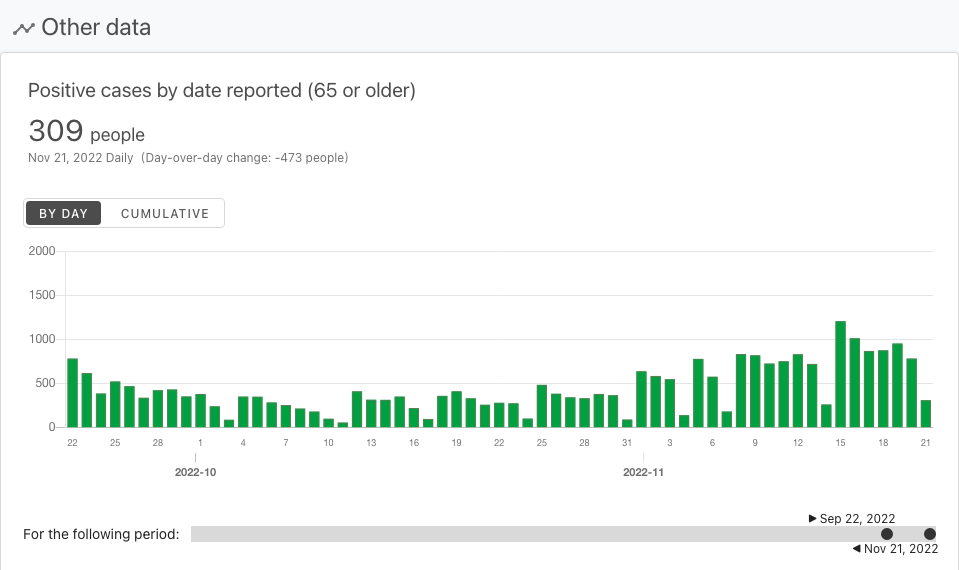 Other data
Positive cases by date reported (65 or older)
309 people
Nov 21, 2022 Daily (Day-over-day change: -473 people)
BY DAY CUMULATIVE
2000
1500
1000
500
0
22 25 28 1 4 7 10 13 16 19 22 25 28 31 3 6 9 12 15 18 21
2022-10 2022-11
Sep 22, 2022
For the following period:
Nov 21, 2022